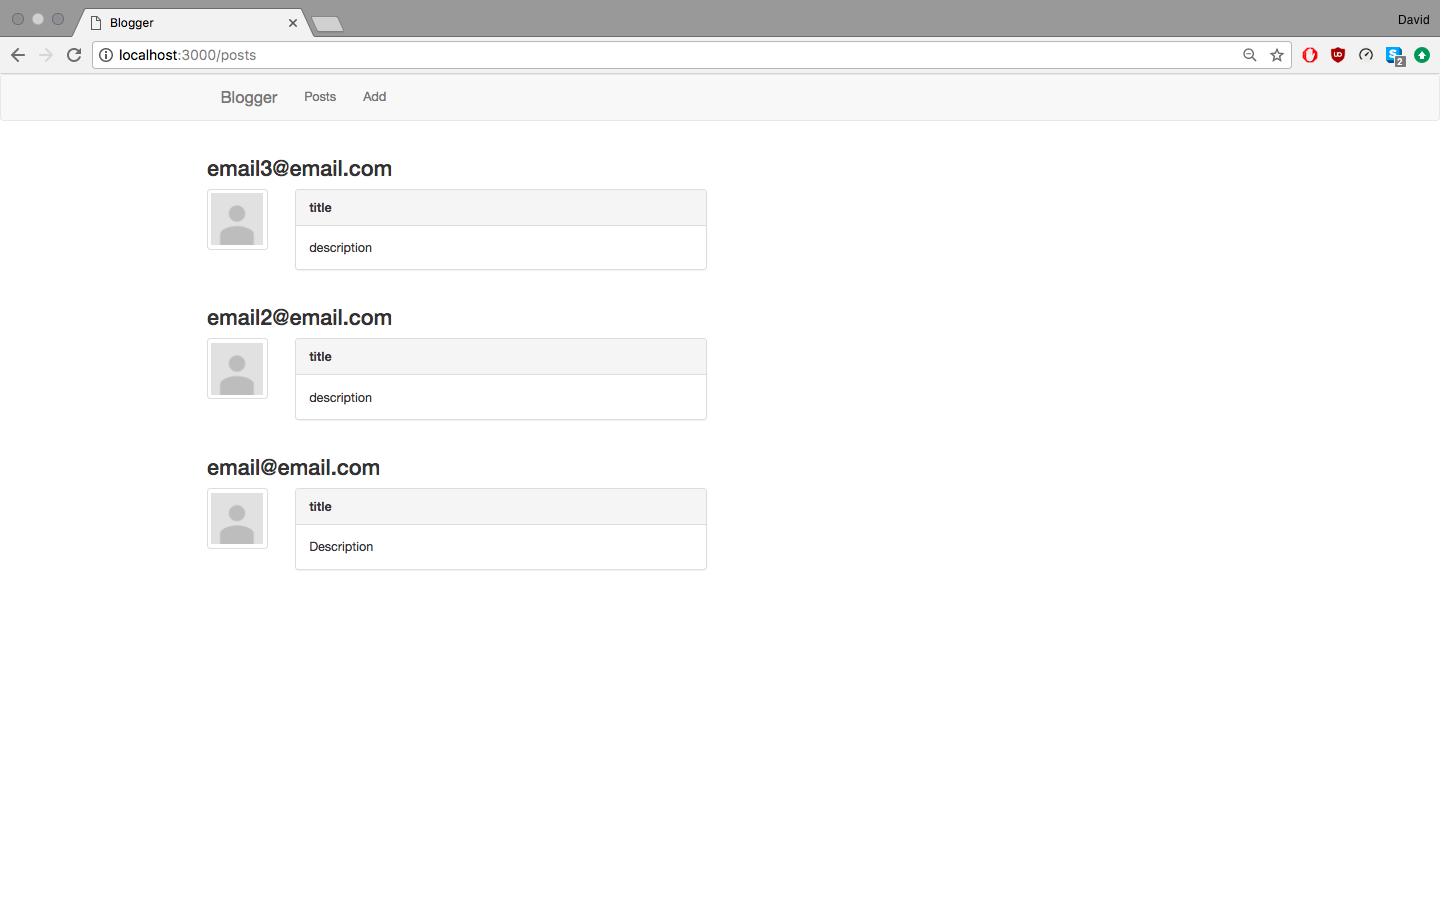 Blogger
David
localhost:3000/posts
2
Blogger Posts Add
email3@email.com
title
description
email2@email.com
title
description
email@email.com
title
Description